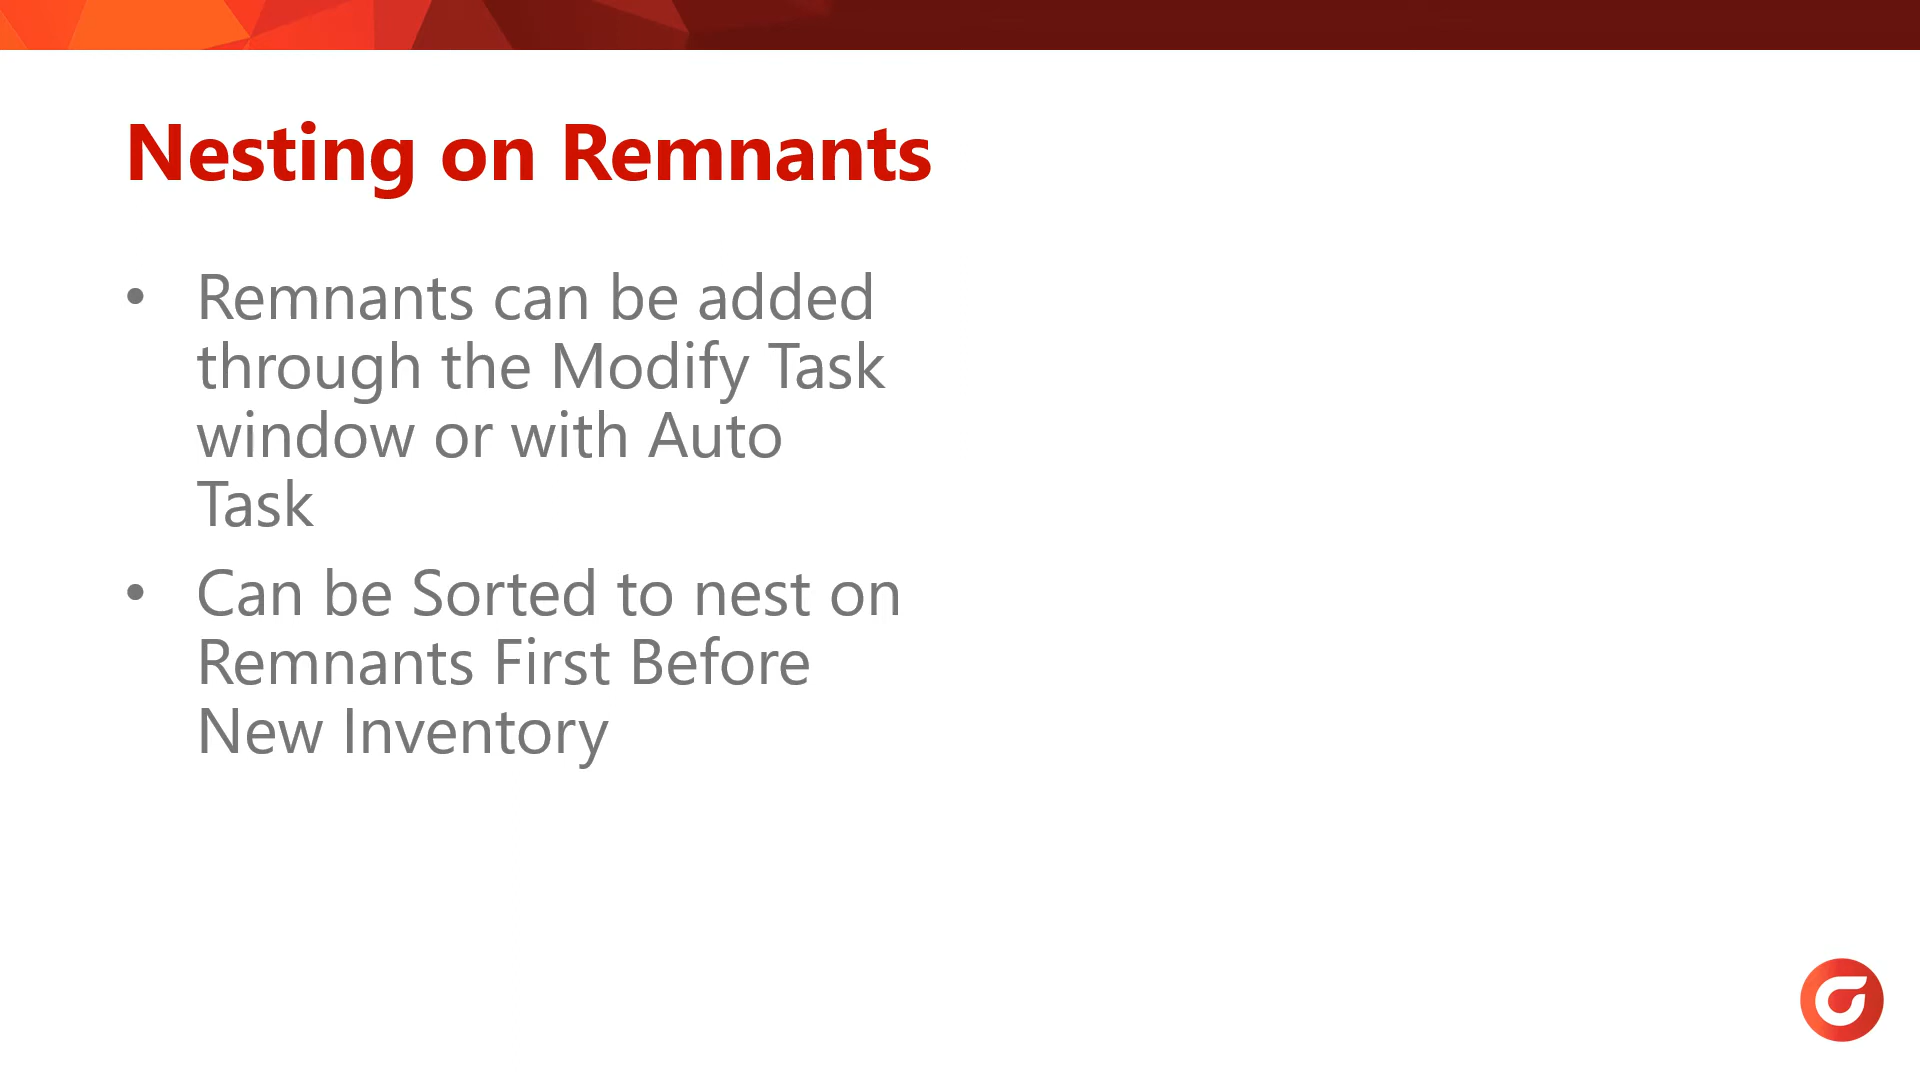 Nesting on Remnants
• Remnants can be added
through the Modify Task
window or with Auto
Task
• Can be Sorted to nest on
Remnants First Before
New Inventory